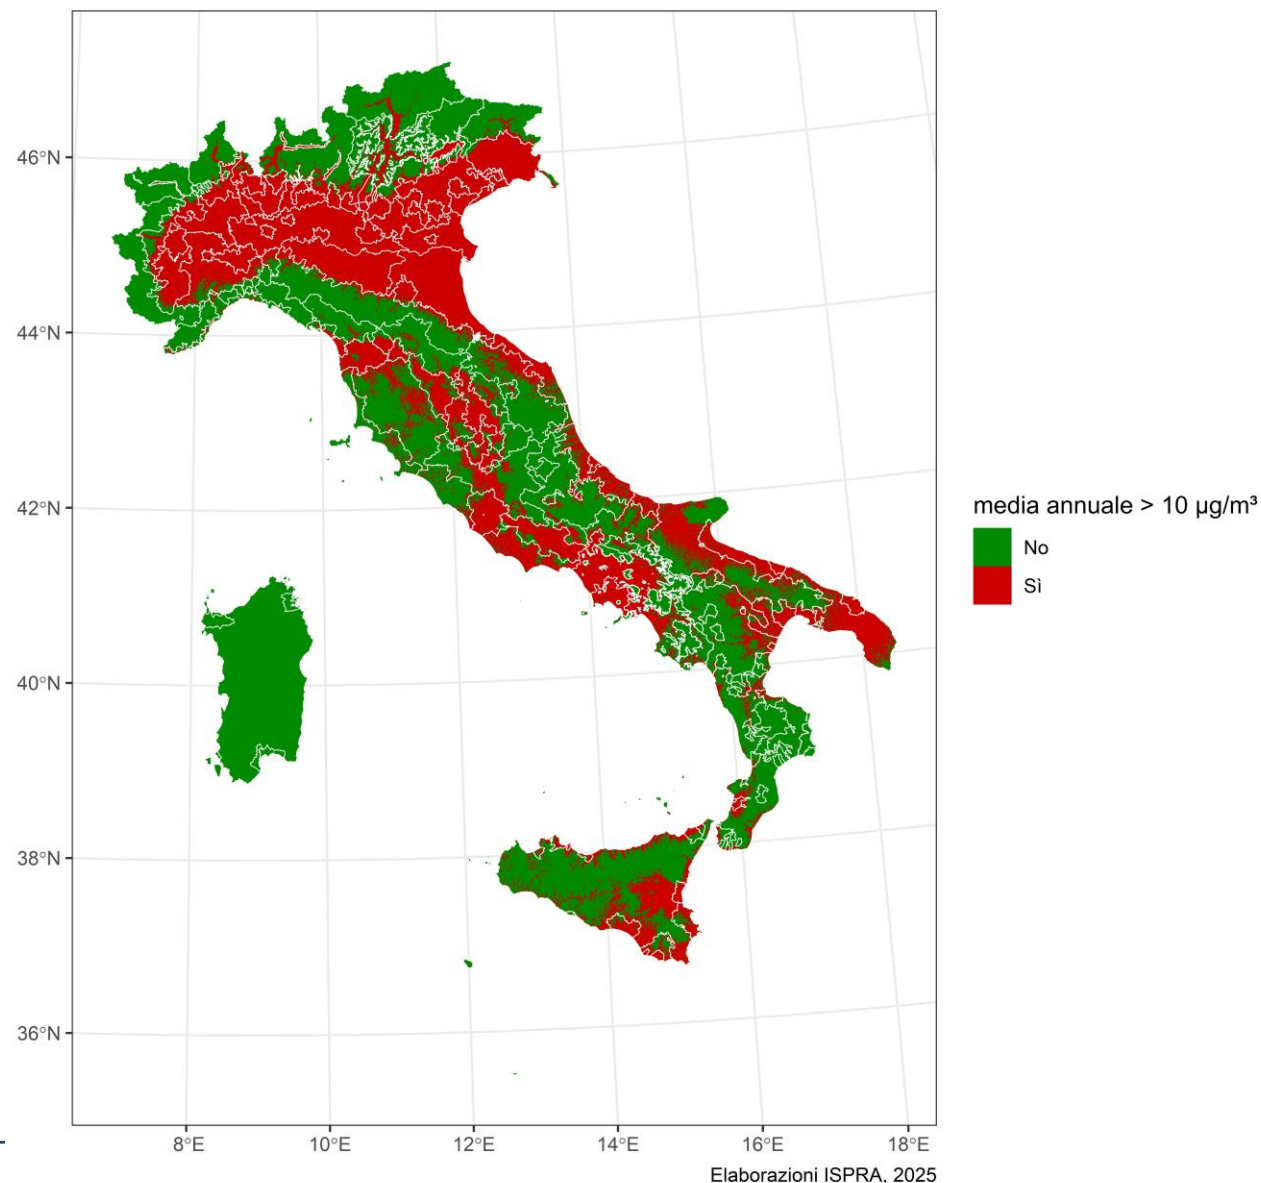 46°N
44°N
42°N
40°N
38°N
36°N
8°E 10°E 12°E 14°E 16°E 18°E
media annuale > 10 µg/m³
No
Sì
Elaborazioni ISPRA, 2025